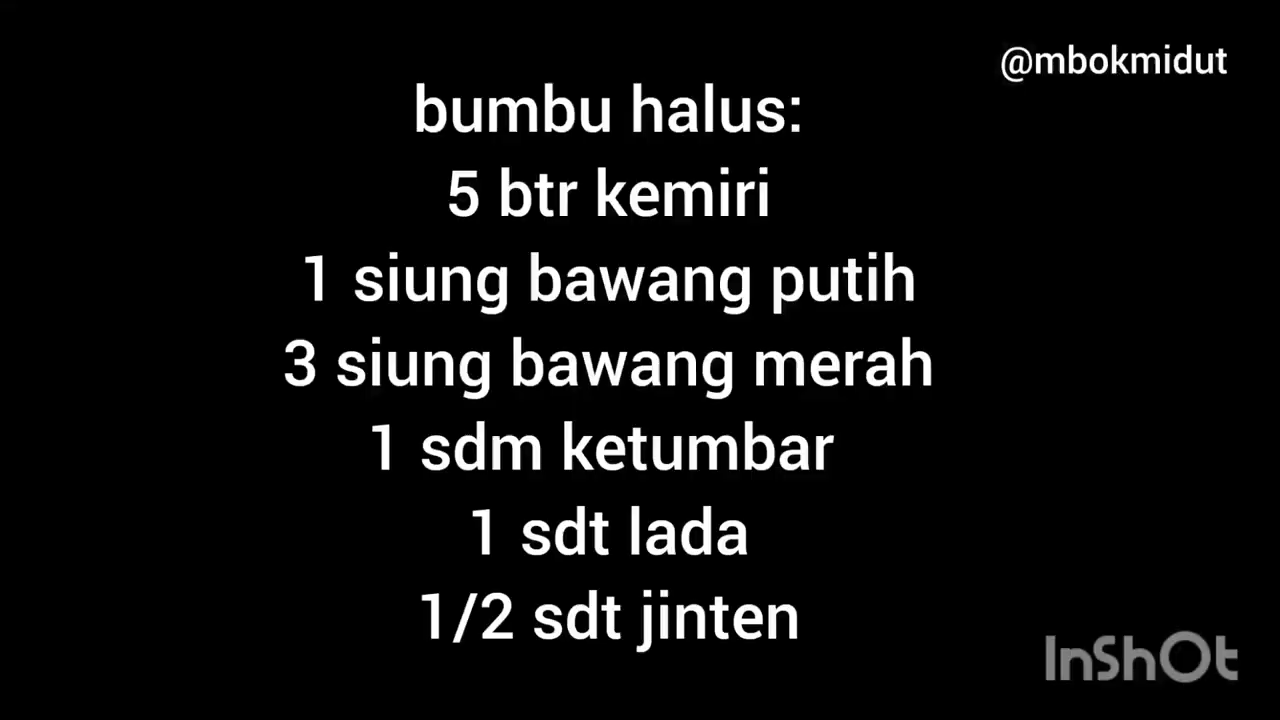 @mbokmidut
bumbu halus:
5 btr kemiri
1 siung bawang putih
3 siung bawang merah
1 sdm ketumbar
1 sdt lada
1/2 sdt jinten
InShOt